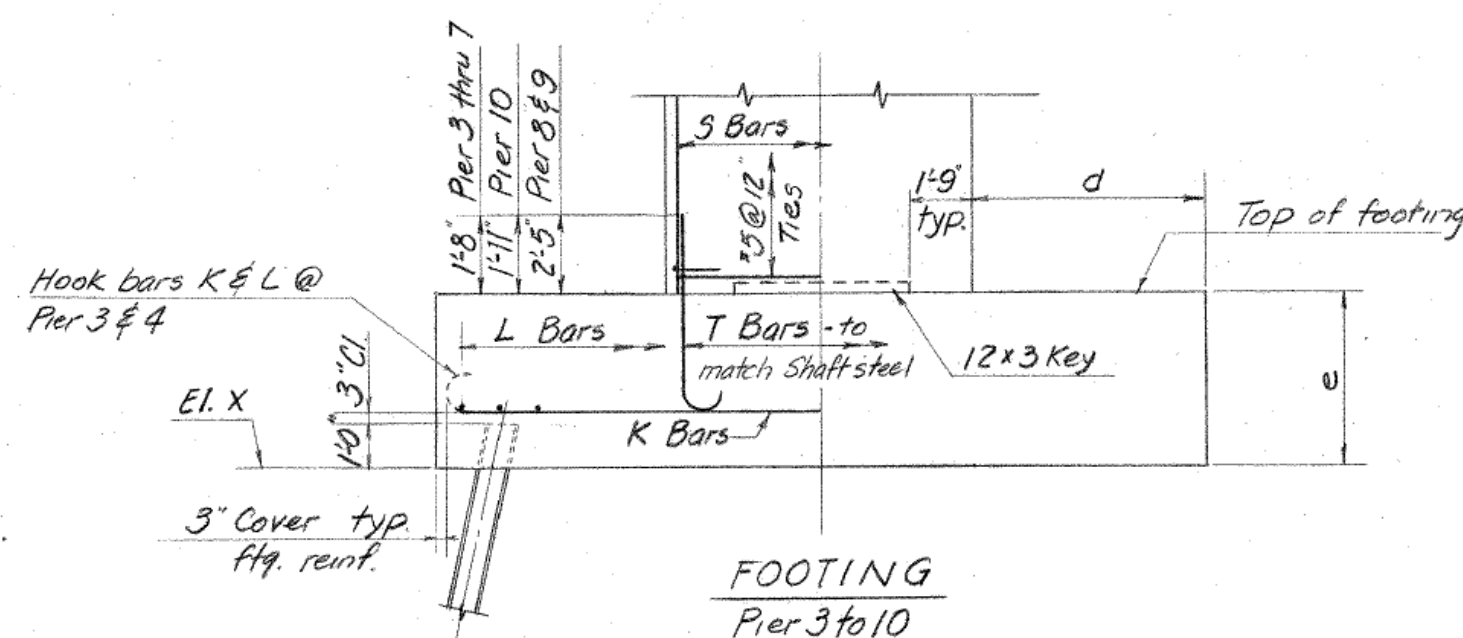 1'-8" Pier 3 thru 7
1'-11" Pier 10
2'-5" Pier 8 & 9
S Bars
#5 @ 12"
Ties
1'-9"
typ.
d
Top of footing
Hook bars K & L @
Pier 3 & 4
L Bars
T Bars - to
match Shaft steel
12 x 3 Key
e
3" Cl.
El. X
1'-0"
K Bars
3" Cover typ.
ftg. reinf.
FOOTING
Pier 3 to 10